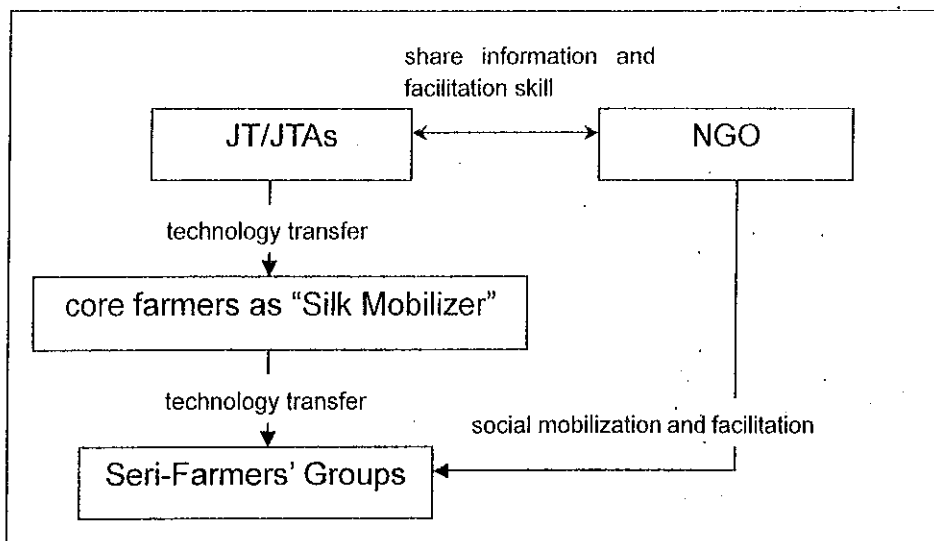 share information and
facilitation skill
JT/JTAs
NGO
technology transfer
core farmers as “Silk Mobilizer”
technology transfer
social mobilization and facilitation
Seri-Farmers’ Groups